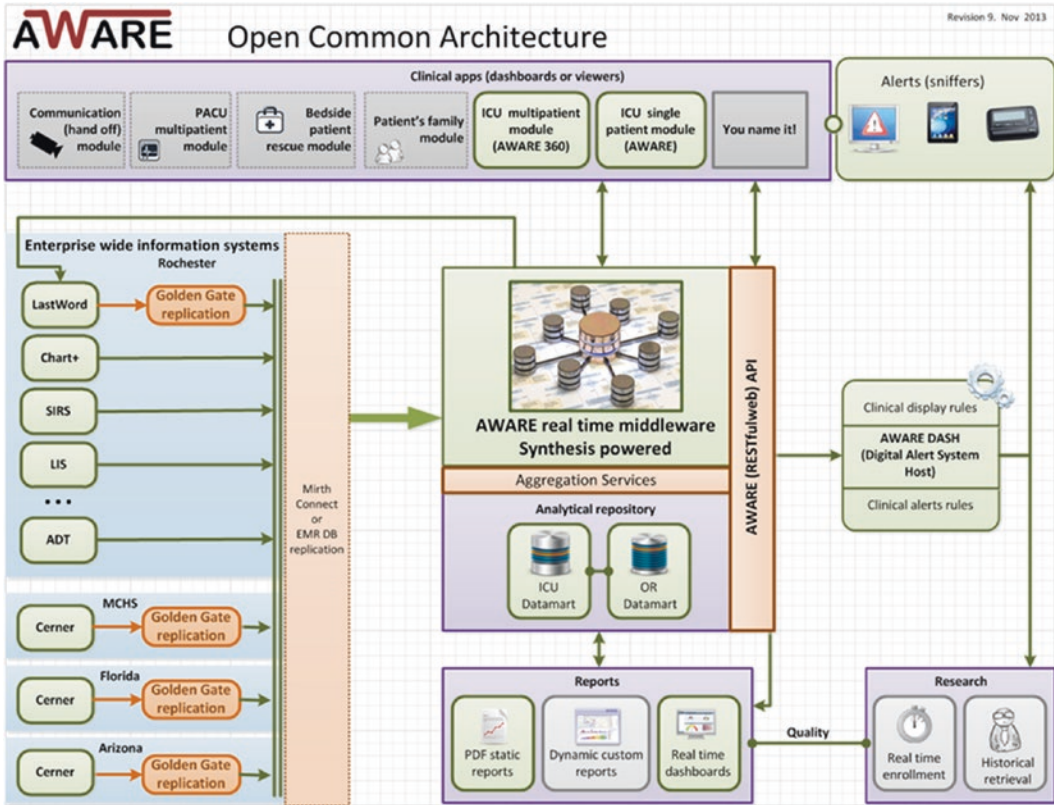 AWARE
Open Common Architecture
Revision 9. Nov 2013
Clinical apps (dashboards or viewers)
Communication
(hand off)
module
PACU
multipatient
module
Bedside
patient
rescue module
Patient's family
module
ICU multipatient
module
(AWARE 360)
ICU single
patient module
(AWARE)
You name it!
Alerts (sniffers)
Enterprise wide information systems
Rochester
LastWord
Golden Gate
replication
Chart+
SIRS
LIS
...
ADT
MCHS
Cerner
Golden Gate
replication
Florida
Cerner
Golden Gate
replication
Arizona
Cerner
Golden Gate
replication
Mirth
Connect
or
EMR DB
replication
AWARE real time middleware
Synthesis powered
Aggregation Services
Analytical repository
ICU
Datamart
OR
Datamart
AWARE (RESTfulweb) API
Clinical display rules
AWARE DASH
(Digital Alert System
Host)
Clinical alerts rules
Reports
PDF static
reports
Dynamic custom
reports
Real time
dashboards
Quality
Research
Real time
enrollment
Historical
retrieval